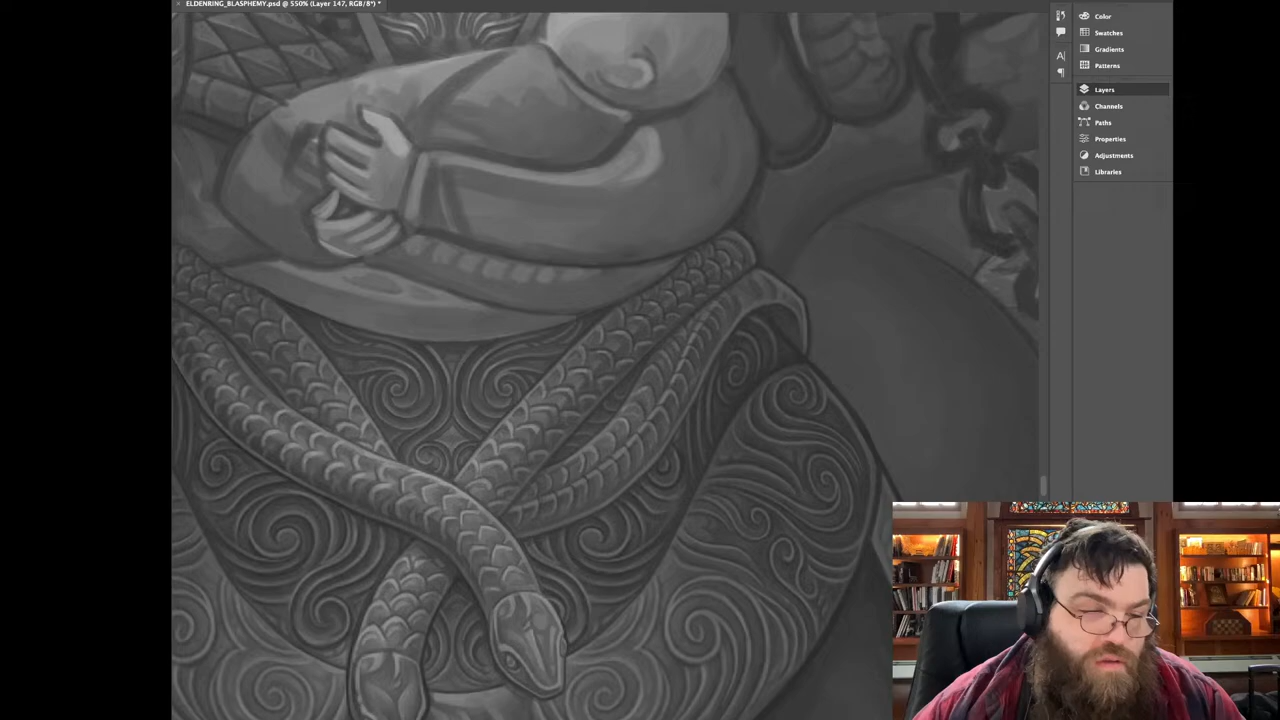 × ELDENRING_BLASPHEMY.psd @ 550% (Layer 147, RGB/8*) *
Color
Swatches
Gradients
Patterns
Layers
Channels
Paths
Properties
Adjustments
Libraries